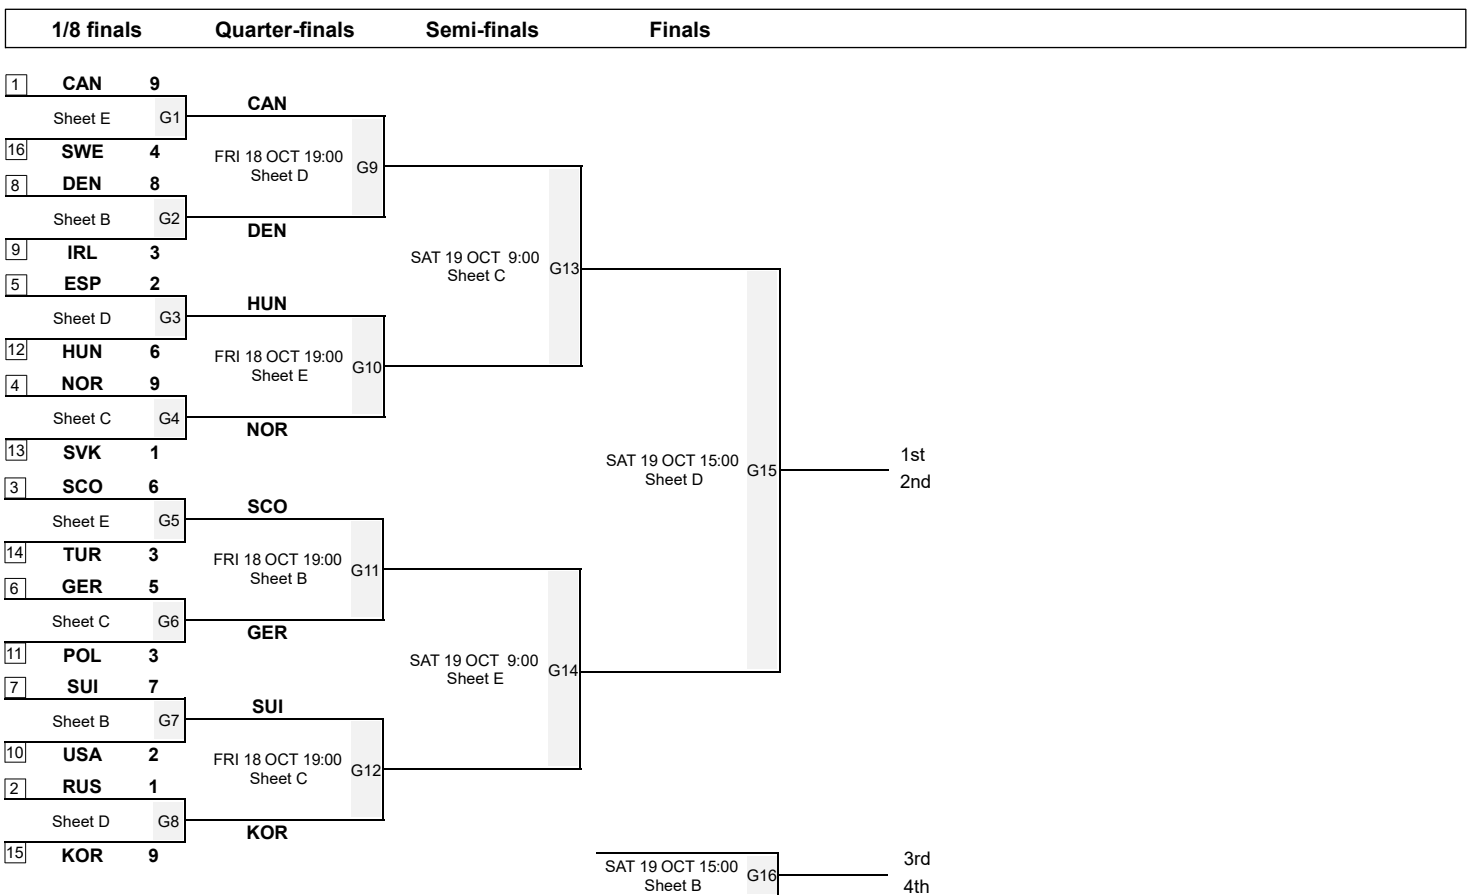 1/8 finals Quarter-finals Semi-finals Finals
1 CAN 9
CAN
Sheet E G1
16 SWE 4
FRI 18 OCT 19:00
Sheet D
G9
8 DEN 8
Sheet B G2
DEN
9 IRL 3
SAT 19 OCT 9:00
Sheet C
G13
5 ESP 2
HUN
Sheet D G3
12 HUN 6
FRI 18 OCT 19:00
Sheet E
G10
4 NOR 9
Sheet C G4
NOR
13 SVK 1
SAT 19 OCT 15:00
Sheet D
G15
1st
2nd
3 SCO 6
SCO
Sheet E G5
14 TUR 3
FRI 18 OCT 19:00
Sheet B
G11
6 GER 5
Sheet C G6
GER
11 POL 3
SAT 19 OCT 9:00
Sheet E
G14
7 SUI 7
SUI
Sheet B G7
10 USA 2
FRI 18 OCT 19:00
Sheet C
G12
2 RUS 1
Sheet D G8
KOR
15 KOR 9
SAT 19 OCT 15:00
Sheet B
G16
3rd
4th